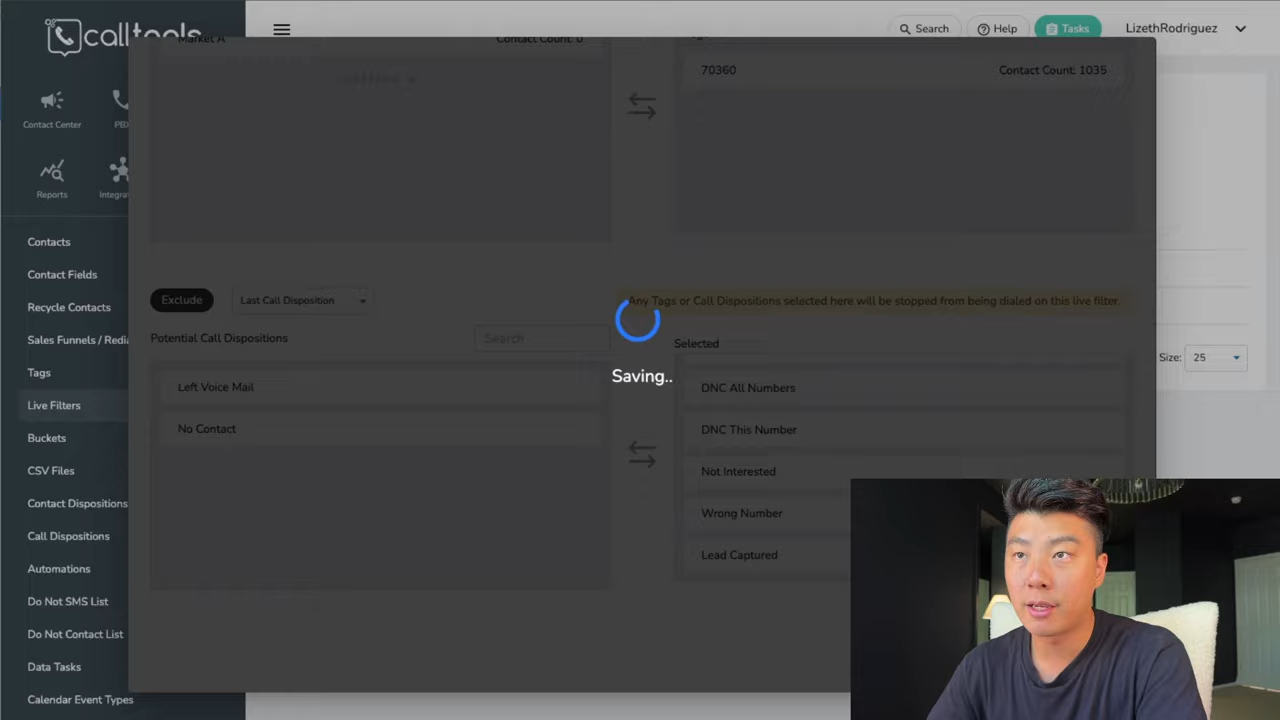 calltools
Search
Help
Tasks
LizethRodriguez
Market A
Contact Count: 0
70360
Contact Count: 1035
Contact Center
PBX
Reports
Contacts
Contact Fields
Recycle Contacts
Sales Funnels /
Tags
Live Filters
Buckets
CSV Files
Contact Dispositions
Call Dispositions
Automations
Do Not SMS List
Do Not Contact List
Data Tasks
Calendar Event Types
Exclude
Last Call Disposition
Any Tags or Call Dispositions selected here will be stopped from being dialed on this live filter.
Potential Call Dispositions
Search
Selected
Left Voice Mail
No Contact
Saving..
DNC All Numbers
DNC This Number
Not Interested
Wrong Number
Lead Captured
Size:
25